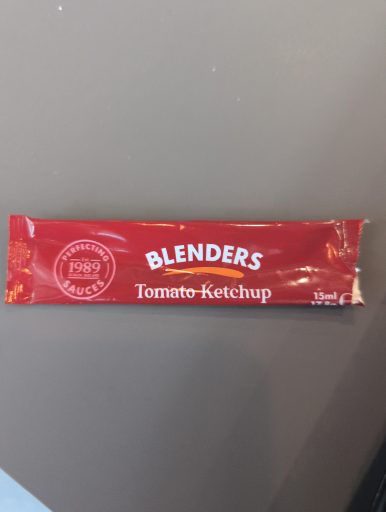 PERFECTING
1989
SAUCES
BLENDERS
Tomato Ketchup
15ml